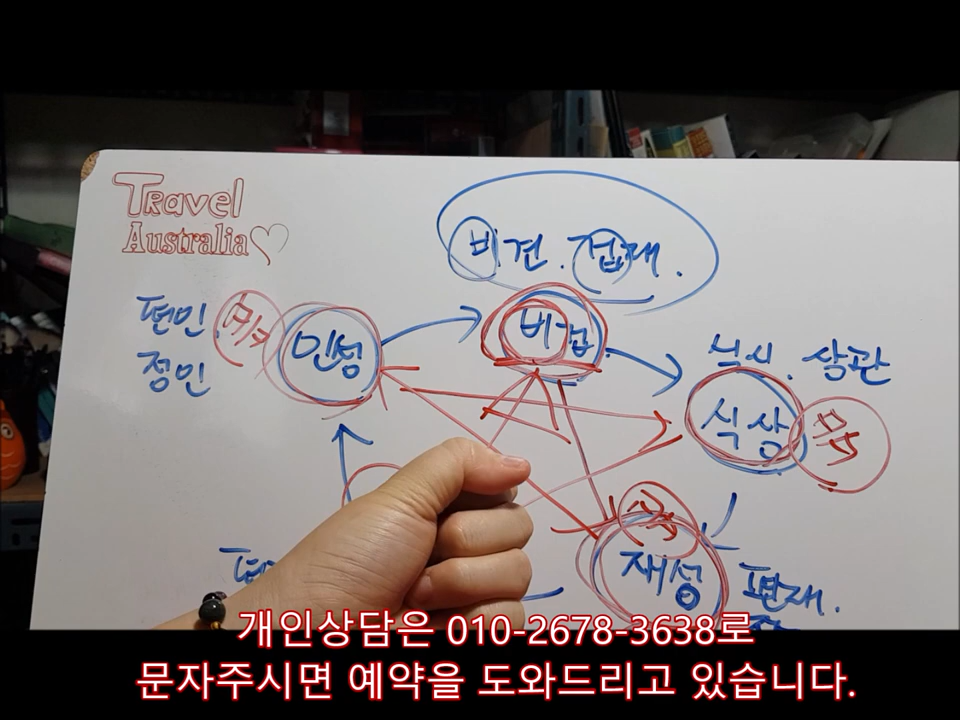 Travel
Australia
비견. 접재.
편인.
정인
인성
비겁
식신. 상관
식상
재성
편재.
개인상담은 010-2678-3638로
문자주시면 예약을 도와드리고 있습니다.